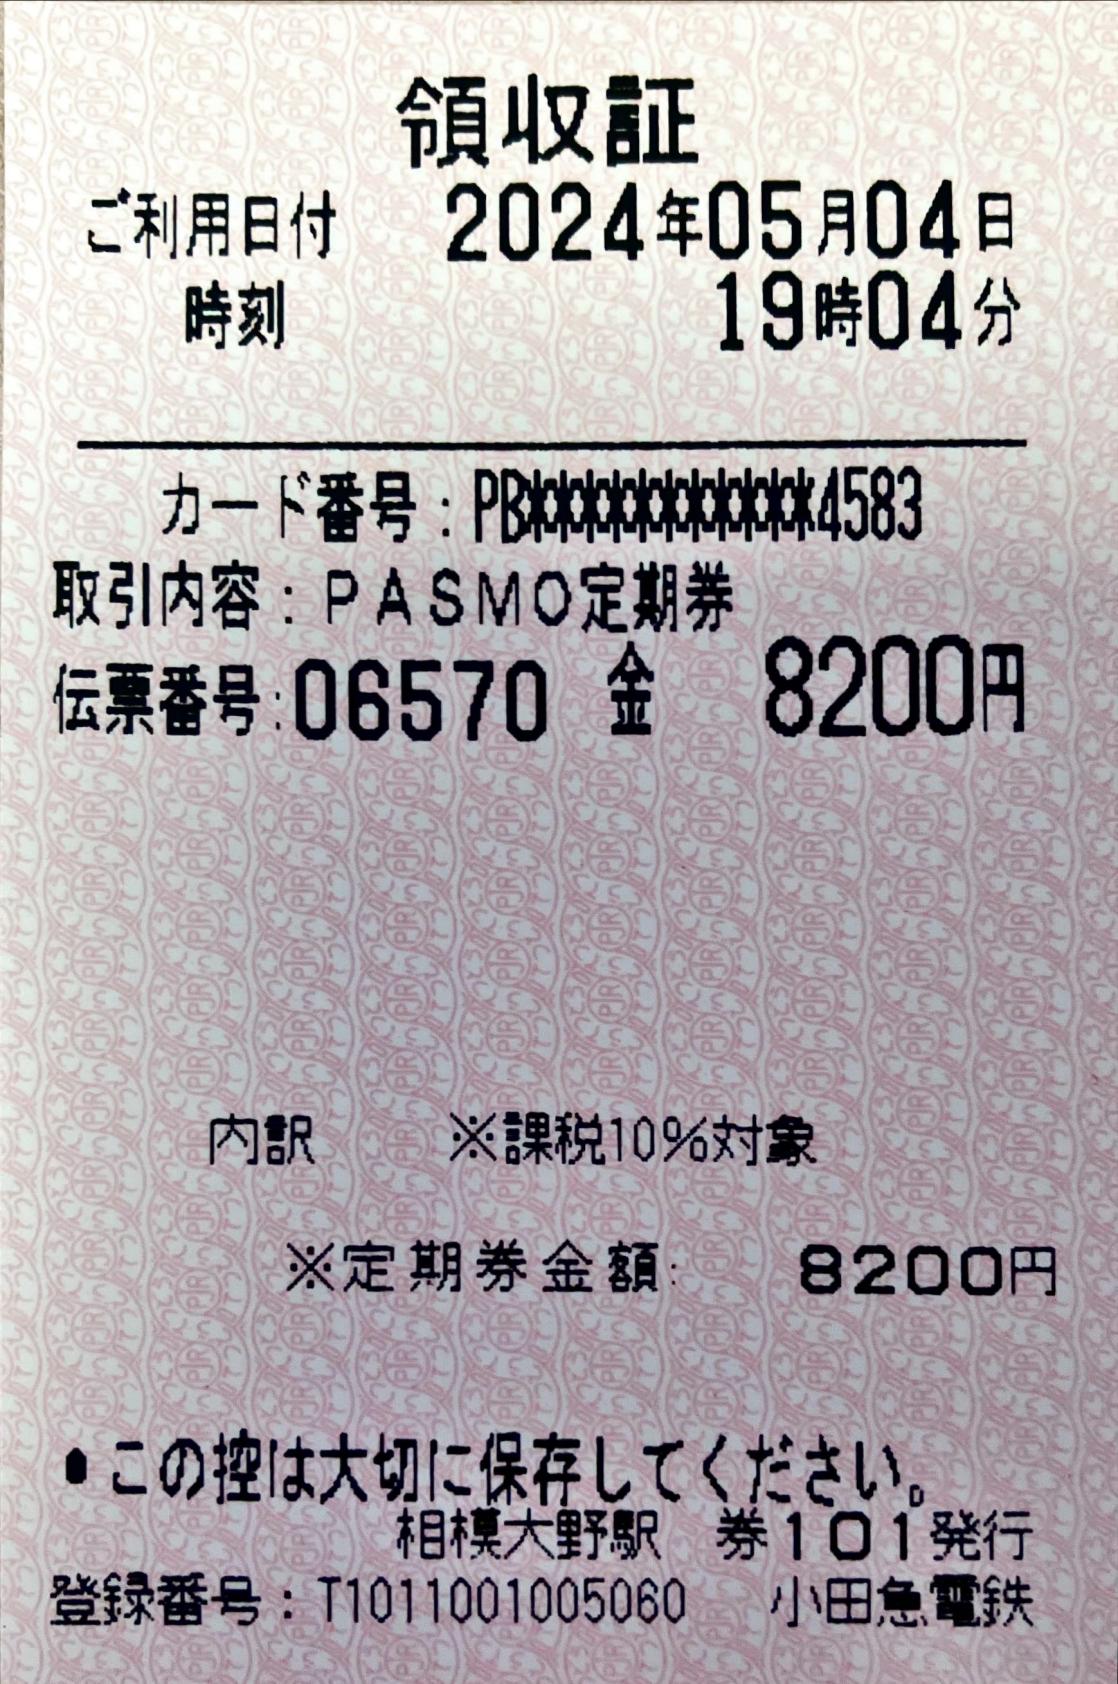 領収証
ご利用日付 2024年05月04日
時刻 19時04分
カード番号:PB***********4583
取引内容:PASMO定期券
伝票番号:06570 金 8200円
内訳 ※課税10%対象
※定期券金額: 8200円
•この控は大切に保存してください。
相模大野駅 券101発行
登録番号:T1011001005060 小田急電鉄